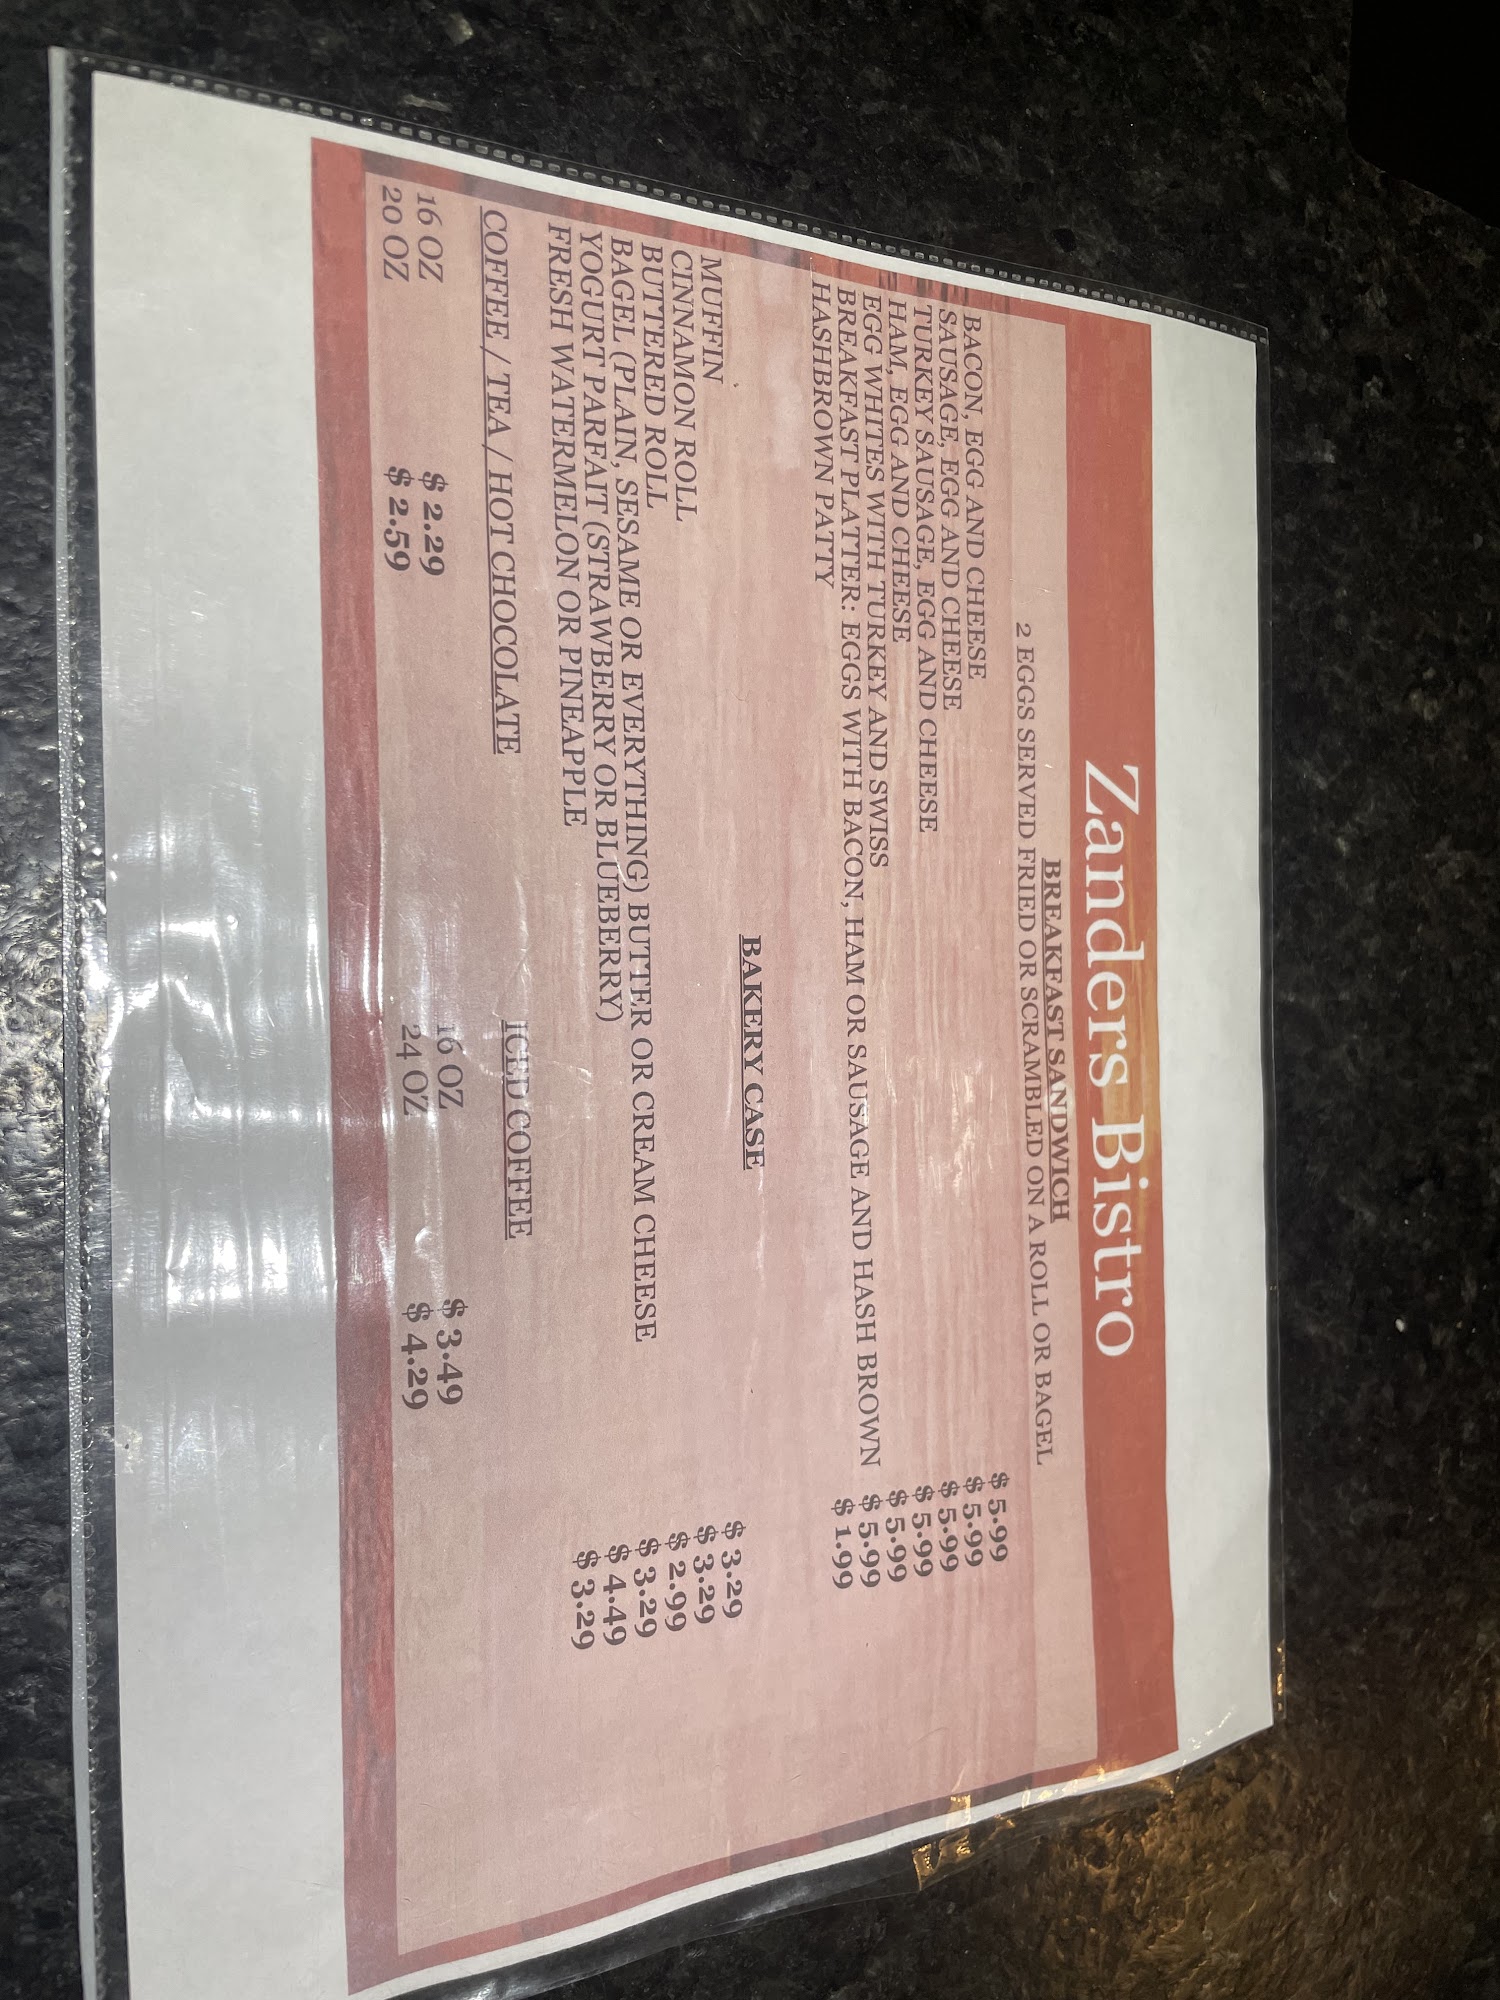 Zanders Bistro
BREAKFAST SANDWICH
2 EGGS SERVED FRIED OR SCRAMBLED ON A ROLL OR BAGEL
BACON, EGG AND CHEESE $ 5.99
SAUSAGE, EGG AND CHEESE $ 5.99
TURKEY SAUSAGE, EGG AND CHEESE $ 5.99
HAM, EGG AND CHEESE $ 5.99
EGG WHITES WITH TURKEY AND SWISS $ 5.99
BREAKFAST PLATTER: EGGS WITH BACON, HAM OR SAUSAGE AND HASH BROWN $ 5.99
HASHBROWN PATTY $ 1.99
BAKERY CASE
MUFFIN $ 3.29
CINNAMON ROLL $ 3.29
BUTTERED ROLL $ 2.99
BAGEL (PLAIN, SESAME OR EVERYTHING) BUTTER OR CREAM CHEESE $ 3.29
YOGURT PARFAIT (STRAWBERRY OR BLUEBERRY) $ 4.49
FRESH WATERMELON OR PINEAPPLE $ 3.29
COFFEE / TEA / HOT CHOCOLATE ICED COFFEE
16 OZ $ 2.29 16 OZ $ 3.49
20 OZ $ 2.59 24 OZ $ 4.29